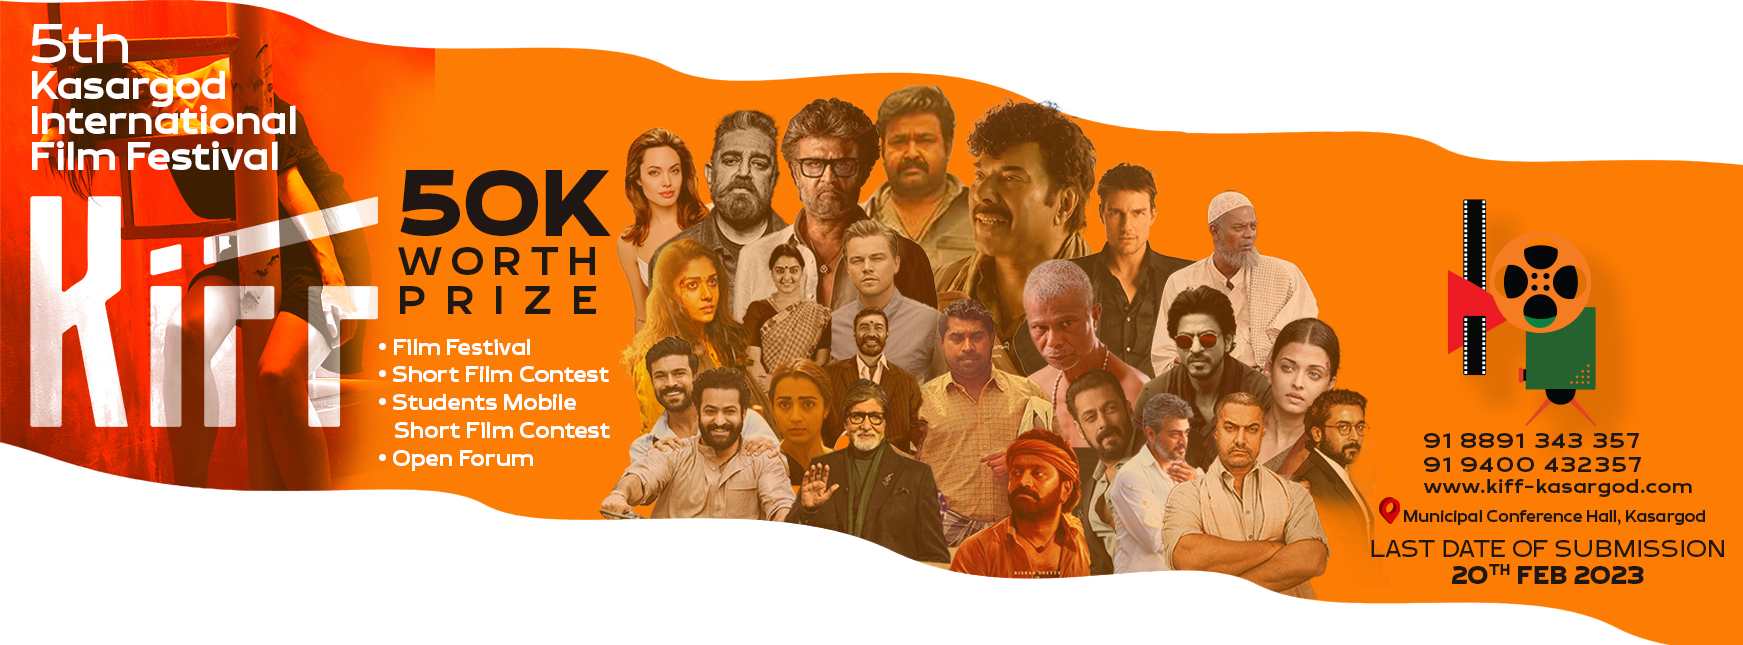 5th
Kasargod
International
Film Festival
Kiff
50K
WORTH
PRIZE
• Film Festival
• Short Film Contest
• Students Mobile
Short Film Contest
• Open Forum
91 8891 343 357
91 9400 432357
www.kiff-kasargod.com
Municipal Conference Hall, Kasargod
LAST DATE OF SUBMISSION
20TH FEB 2023